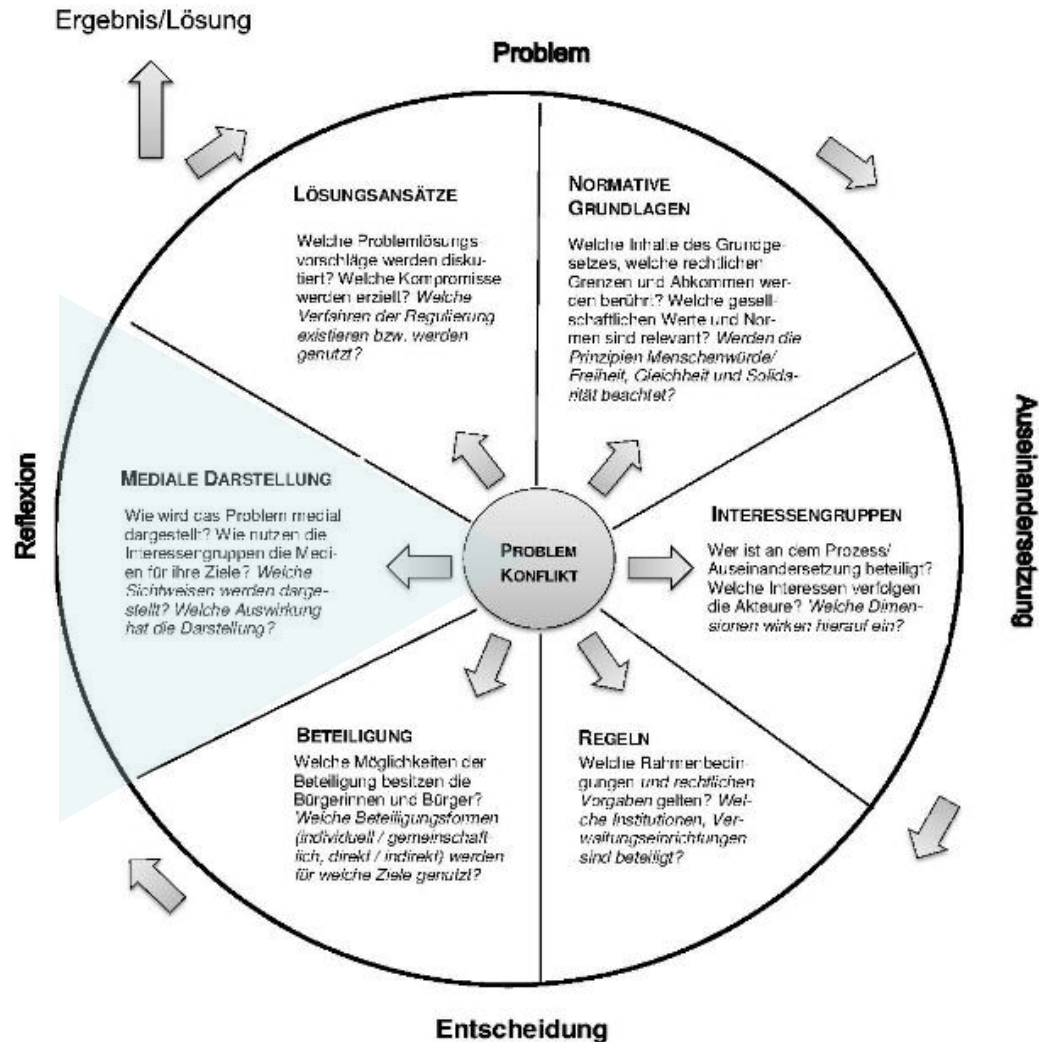 Ergebnis/Lösung
Problem
LÖSUNGSANSÄTZE
Welche Problemlösungs-
vorschläge werden disku-
tiert? Welche Kompromisse
werden erzielt? Welche
Verfahren der Regulierung
existieren bzw. werden
genutzt?
NORMATIVE
GRUNDLAGEN
Welche Inhalte des Grundge-
setzes, welche rechtlichen
Grenzen und Abkommen wer-
den berührt? Welche gesell-
schaftlichen Werte und Nor-
men sind relevant? Werden die
Prinzipien Menschenwürde/
Freiheit, Gleichheit und Solida-
rität beachtet?
Auseinandersetzung
INTERESSENGRUPPEN
Wer ist an dem Prozess/
Auseinandersetzung beteiligt?
Welche Interessen verfolgen
die Akteure? Welche Dimen-
sionen wirken hierauf ein?
PROBLEM
KONFLIKT
Reflexion
MEDIALE DARSTELLUNG
Wie wird das Problem medial
dargestellt? Wie nutzen die
Interessengruppen die Medi-
en für ihre Ziele? Welche
Sichtweisen werden darge-
stellt? Welche Auswirkung
hat die Darstellung?
BETEILIGUNG
Welche Möglichkeiten der
Beteiligung besitzen die
Bürgerinnen und Bürger?
Welche Beteiligungsformen
(individuell / gemeinschaft-
lich, direkt / indirekt) werden
für welche Ziele genutzt?
REGELN
Welche Rahmenbedin-
gungen und rechtlichen
Vorgaben gelten? Wel-
che Institutionen, Ver-
waltungseinrichtungen
sind beteiligt?
Entscheidung